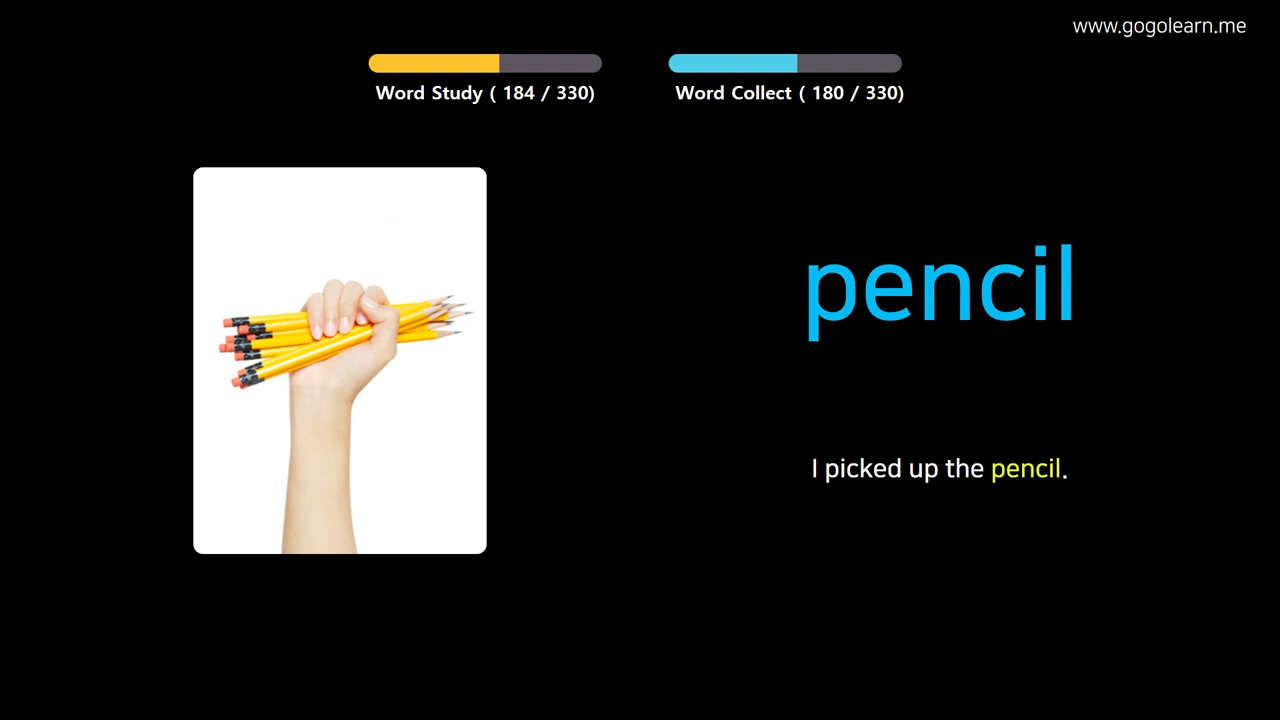 www.gogolearn.me
Word Study ( 184 / 330)
Word Collect ( 180 / 330)
pencil
I picked up the pencil.